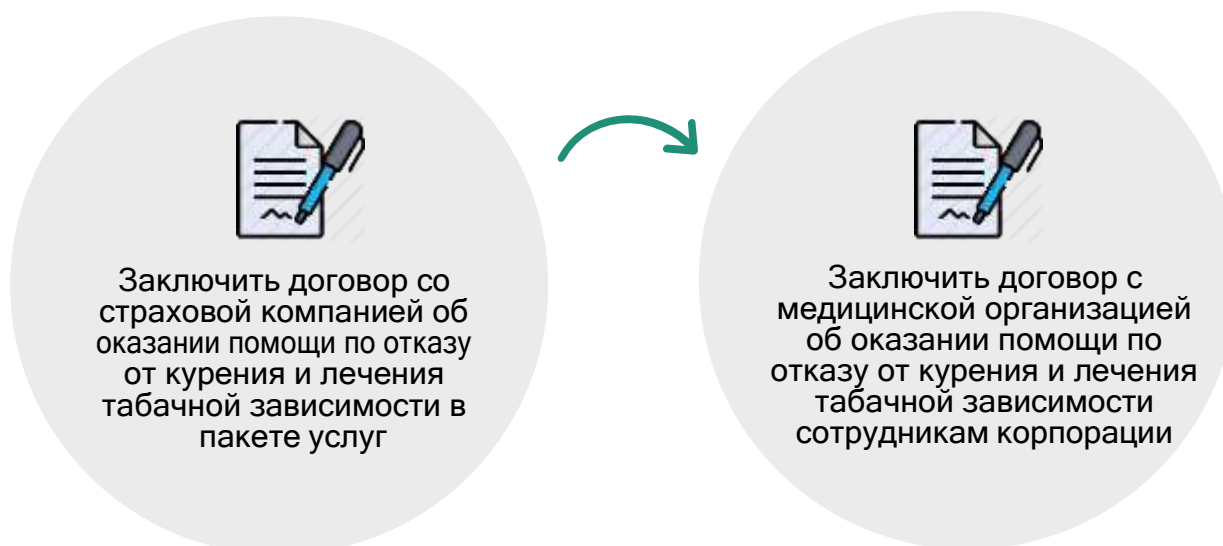 Заключить договор со
страховой компанией об
оказании помощи по отказу
от курения и лечения
табачной зависимости в
пакете услуг
Заключить договор с
медицинской организацией
об оказании помощи по
отказу от курения и лечения
табачной зависимости
сотрудникам корпорации